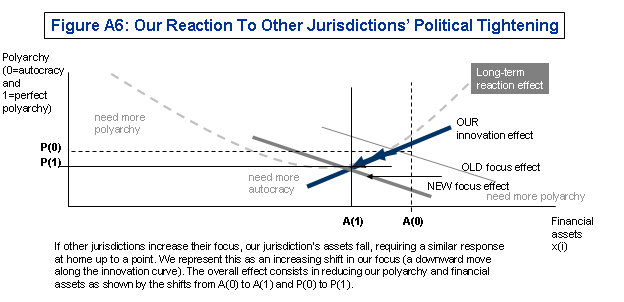 Figure A6: Our Reaction To Other Jurisdictions' Political Tightening
Polyarchy
(0=autocracy
and
1=perfect
polyarchy)
Long-term
reaction effect
need more
polyarchy
OUR
innovation effect
P(0)
P(1)
OLD focus effect
need more
autocracy
NEW focus effect
need more polyarchy
A(1)
A(0)
Financial
assets
x(i)
If other jurisdictions increase their focus, our jurisdiction's assets fall, requiring a similar response
at home up to a point. We represent this as an increasing shift in our focus (a downward move
along the innovation curve). The overall effect consists in reducing our polyarchy and financial
assets as shown by the shifts from A(0) to A(1) and P(0) to P(1).